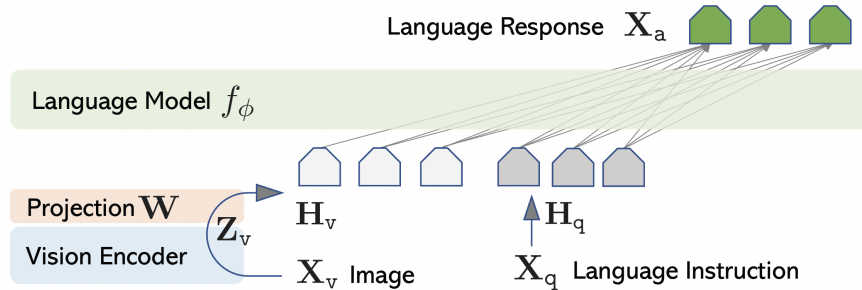 Language Response X_a
Language Model f_ϕ
Projection W
Z_v
H_v
H_q
Vision Encoder
X_v Image
X_q Language Instruction